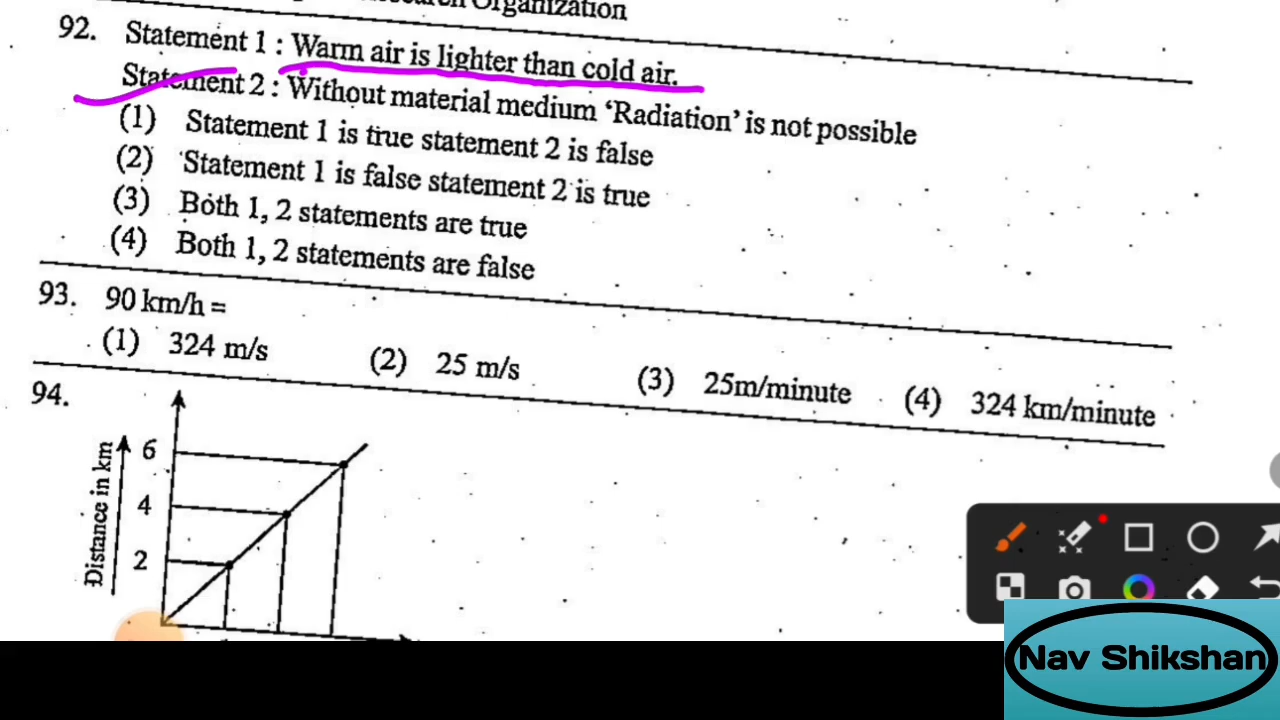 Organization
92. Statement 1 : Warm air is lighter than cold air.
Statement 2 : Without material medium ‘Radiation’ is not possible
(1) Statement 1 is true statement 2 is false
(2) Statement 1 is false statement 2 is true
(3) Both 1, 2 statements are true
(4) Both 1, 2 statements are false
93. 90 km/h =
(1) 324 m/s (2) 25 m/s (3) 25m/minute (4) 324 km/minute
94.
Distance in km
6
4
2
Nav Shikshan